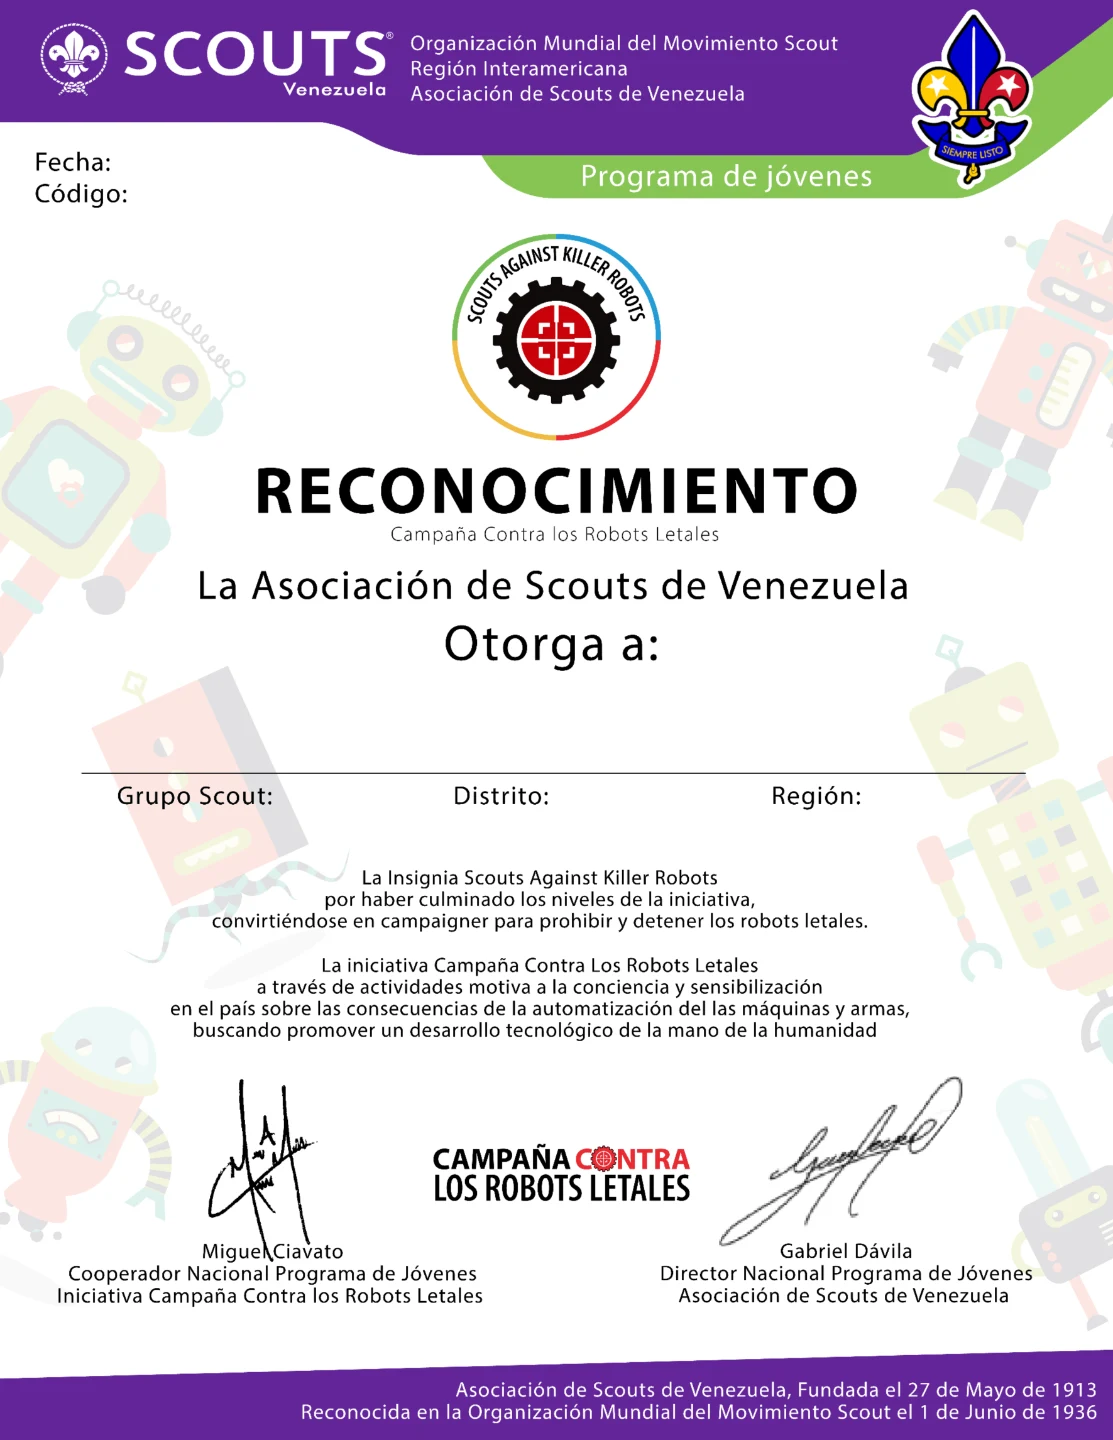 SCOUTS®
Venezuela
Organización Mundial del Movimiento Scout
Región Interamericana
Asociación de Scouts de Venezuela
SIEMPRE LISTO
Programa de jóvenes
Fecha:
Código:
SCOUTS AGAINST KILLER ROBOTS
RECONOCIMIENTO
Campaña Contra los Robots Letales
La Asociación de Scouts de Venezuela
Otorga a:
Grupo Scout: Distrito: Región:
La Insignia Scouts Against Killer Robots
por haber culminado los niveles de la iniciativa,
convirtiéndose en campaigner para prohibir y detener los robots letales.
La iniciativa Campaña Contra Los Robots Letales
a través de actividades motiva a la conciencia y sensibilización
en el país sobre las consecuencias de la automatización del las máquinas y armas,
buscando promover un desarrollo tecnológico de la mano de la humanidad
CAMPAÑA CONTRA
LOS ROBOTS LETALES
Miguel Ciavato
Cooperador Nacional Programa de Jóvenes
Iniciativa Campaña Contra los Robots Letales
Gabriel Dávila
Director Nacional Programa de Jóvenes
Asociación de Scouts de Venezuela
Asociación de Scouts de Venezuela, Fundada el 27 de Mayo de 1913
Reconocida en la Organización Mundial del Movimiento Scout el 1 de Junio de 1936